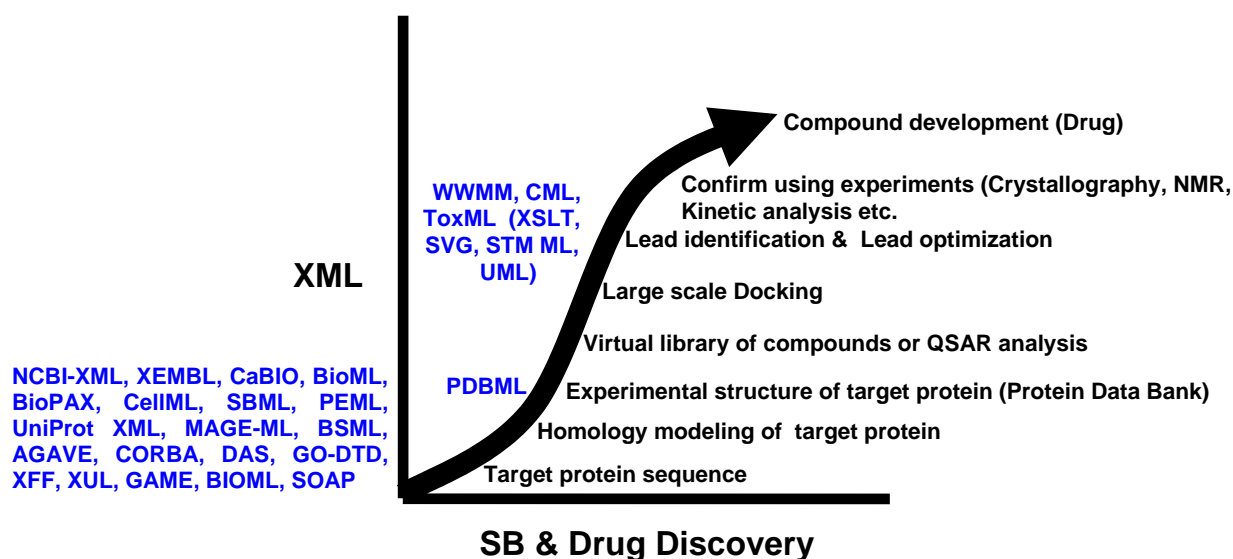 Compound development (Drug)
WWMM, CML,
ToxML (XSLT,
SVG, STM ML,
UML)
Confirm using experiments (Crystallography, NMR,
Kinetic analysis etc.
Lead identification & Lead optimization
XML
Large scale Docking
Virtual library of compounds or QSAR analysis
NCBI-XML, XEMBL, CaBIO, BioML,
BioPAX, CellML, SBML, PEML,
UniProt XML, MAGE-ML, BSML,
AGAVE, CORBA, DAS, GO-DTD,
XFF, XUL, GAME, BIOML, SOAP
PDBML
Experimental structure of target protein (Protein Data Bank)
Homology modeling of target protein
Target protein sequence
SB & Drug Discovery